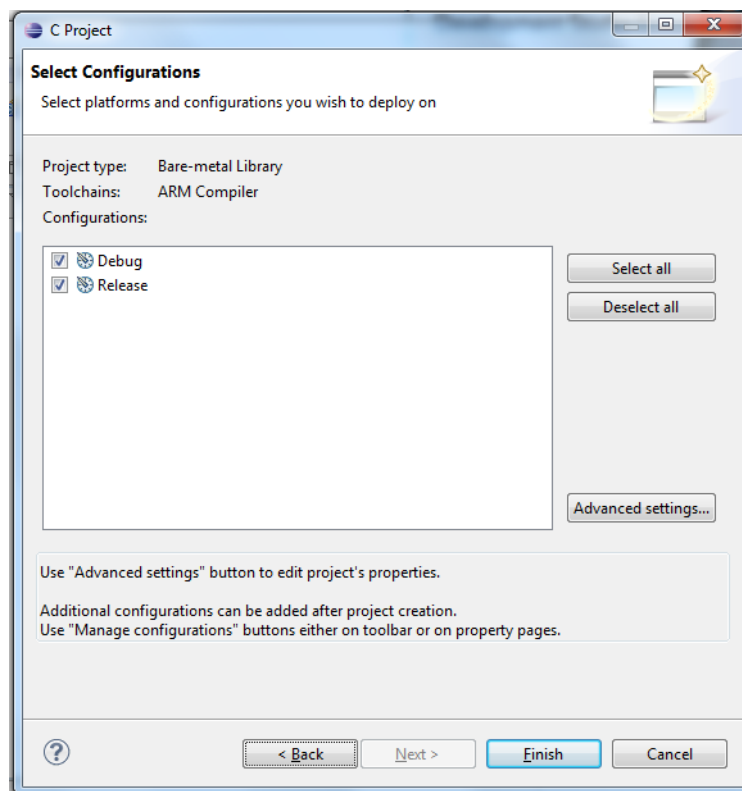 C Project
Select Configurations
Select platforms and configurations you wish to deploy on
Project type: Bare-metal Library
Toolchains: ARM Compiler
Configurations:
Debug
Release
Select all
Deselect all
Advanced settings...
Use "Advanced settings" button to edit project's properties.
Additional configurations can be added after project creation.
Use "Manage configurations" buttons either on toolbar or on property pages.
? < Back Next > Finish Cancel